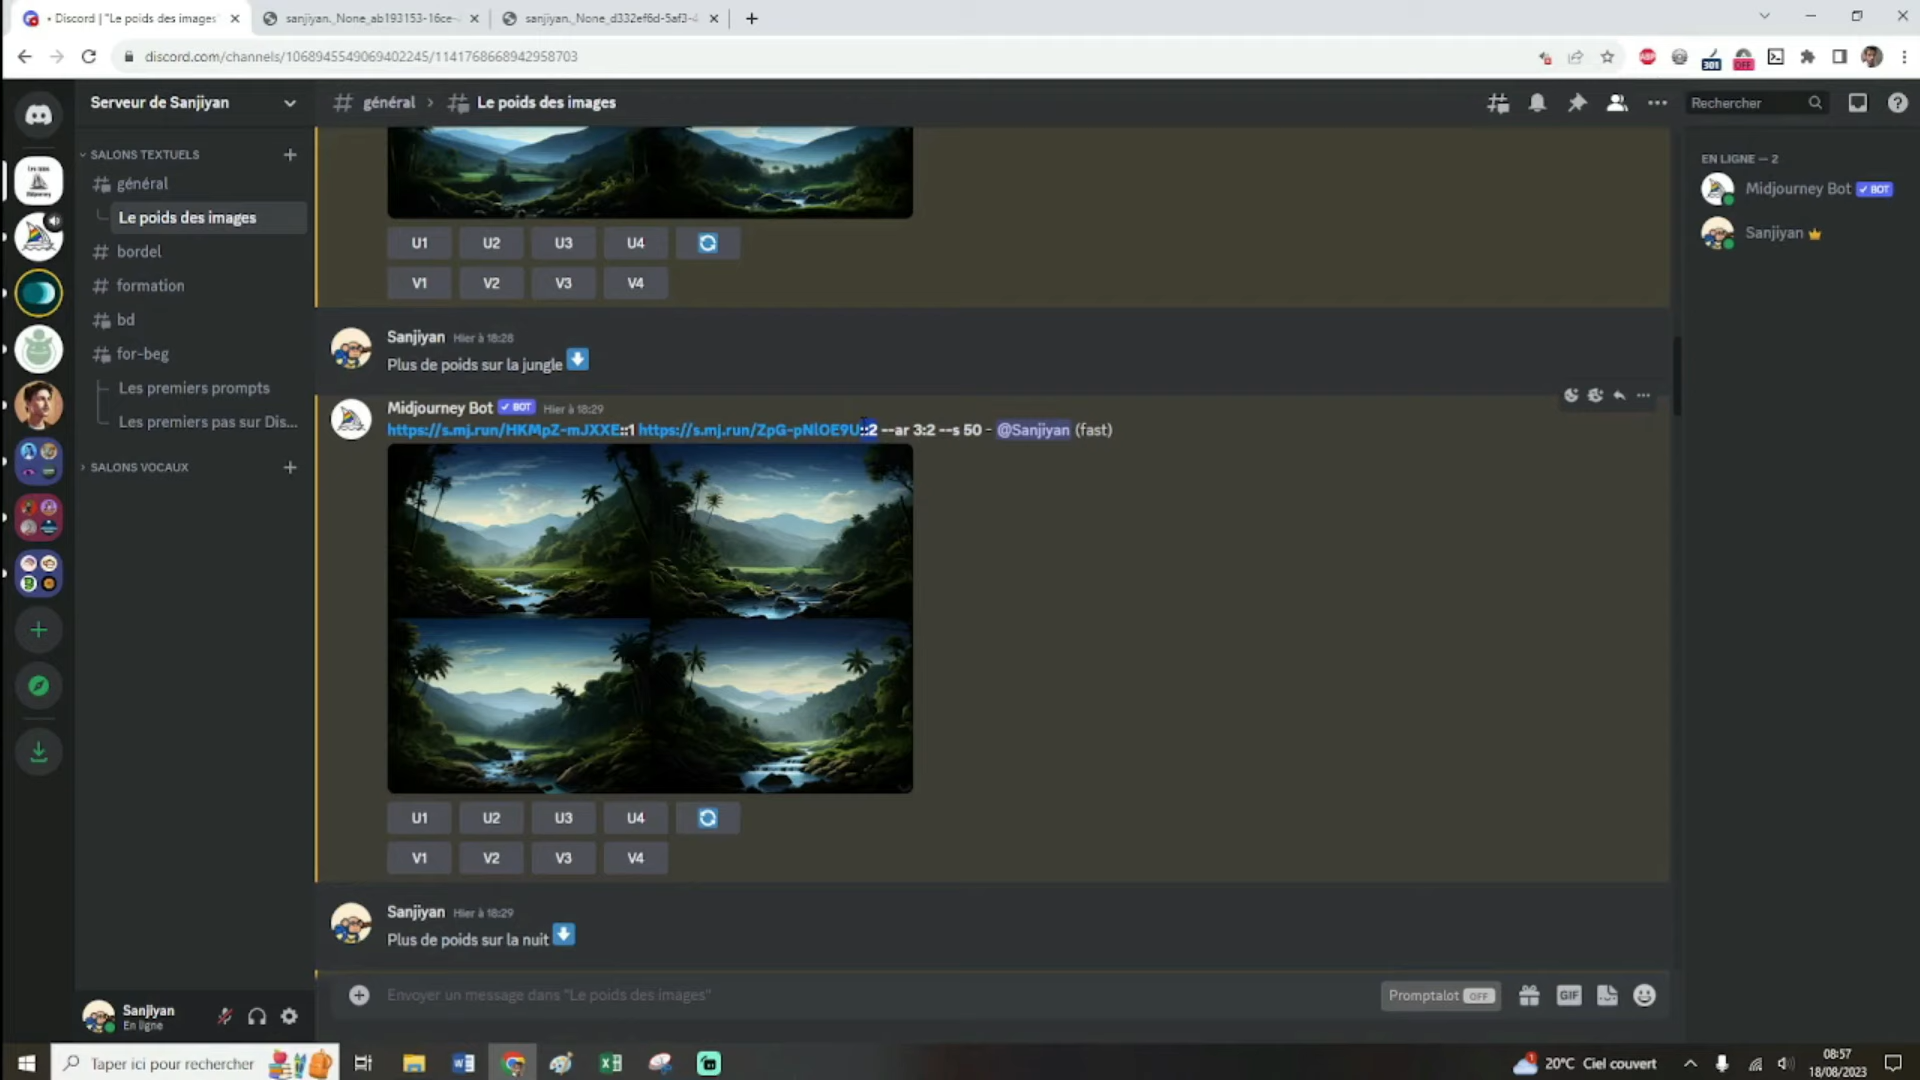 • Discord | "Le poids des images"
sanjiyan._None_ab193153-16ce-
sanjiyan._None_d332ef6d-5af3-4
discord.com/channels/1068945549069402245/1141768668942958703
301
OFF
Serveur de Sanjiyan
général
Le poids des images
Rechercher
SALONS TEXTUELS
général
Le poids des images
bordel
formation
bd
for-beg
Les premiers prompts
Les premiers pas sur Dis...
SALONS VOCAUX
U1 U2 U3 U4
V1 V2 V3 V4
Sanjiyan Hier à 18:28
Plus de poids sur la jungle
Midjourney Bot BOT Hier à 18:29
https://s.mj.run/HKMpZ-mJXXE::1 https://s.mj.run/ZpG-pNlOE9U::2 --ar 3:2 --s 50 - @Sanjiyan (fast)
U1 U2 U3 U4
V1 V2 V3 V4
Sanjiyan Hier à 18:29
Plus de poids sur la nuit
Envoyer un message dans "Le poids des images"
Promptalot OFF
GIF
EN LIGNE — 2
Midjourney Bot BOT
Sanjiyan
Sanjiyan
En ligne
Taper ici pour rechercher
20°C Ciel couvert
08:57
18/08/2023